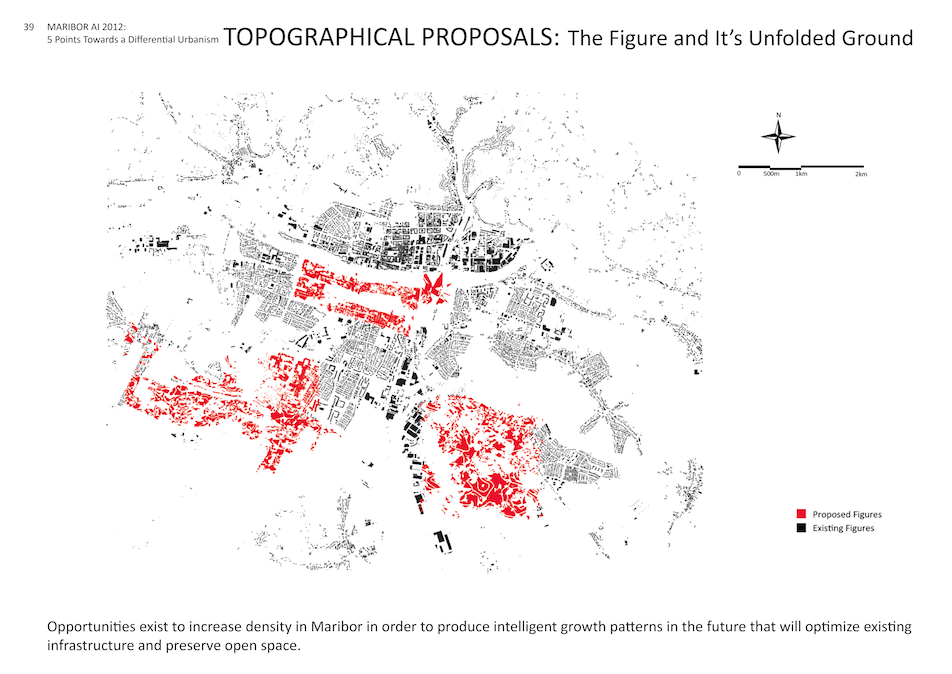 39 MARIBOR AI 2012:
5 Points Towards a Differential Urbanism
TOPOGRAPHICAL PROPOSALS: The Figure and It's Unfolded Ground
N
0 500m 1km 2km
Proposed Figures
Existing Figures
Opportunities exist to increase density in Maribor in order to produce intelligent growth patterns in the future that will optimize existing
infrastructure and preserve open space.